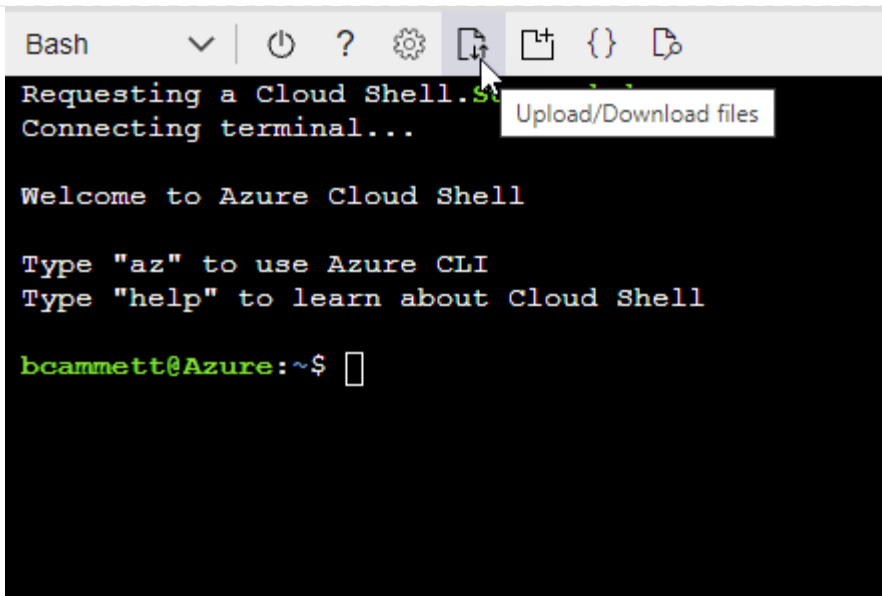 Bash
?
{}
Requesting a Cloud Shell.
Upload/Download files
Connecting terminal...
Welcome to Azure Cloud Shell
Type "az" to use Azure CLI
Type "help" to learn about Cloud Shell
bcammett@Azure:~$